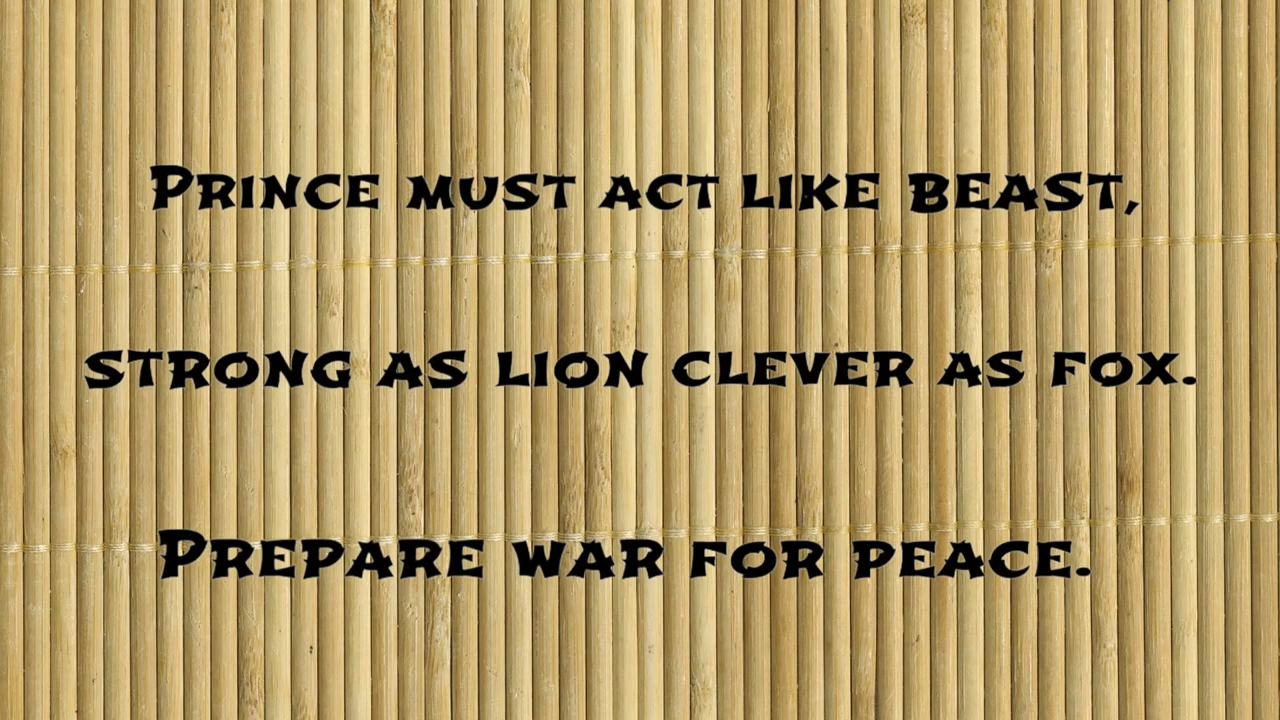 Prince must act like beast,
strong as lion clever as fox.
Prepare war for peace.